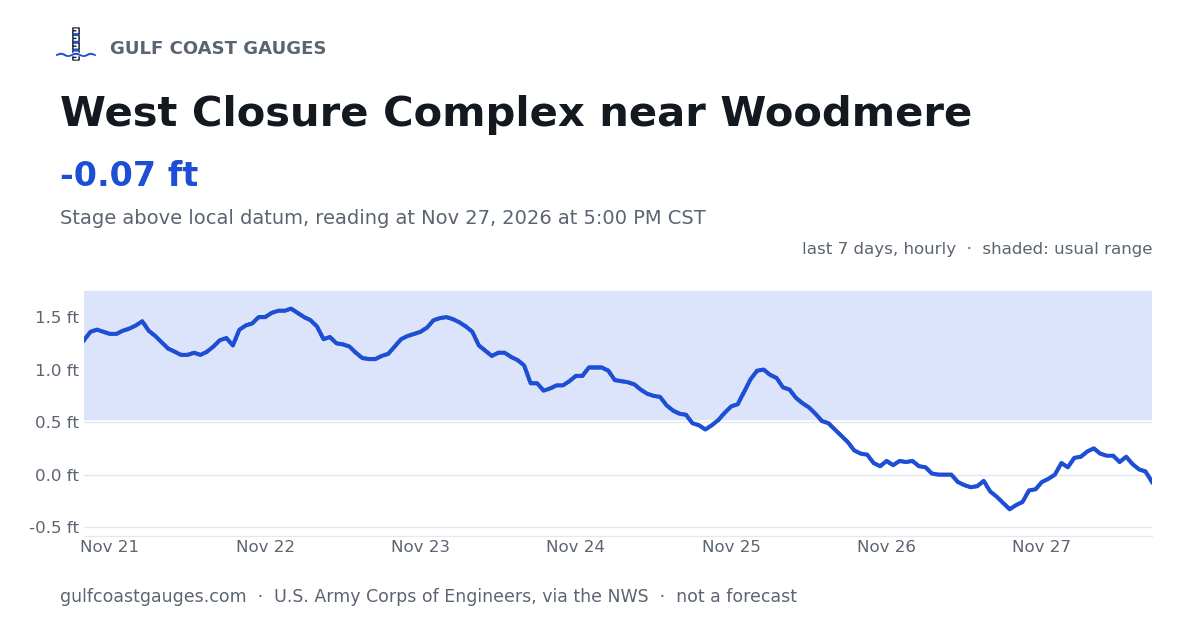 GULF COAST GAUGES
West Closure Complex near Woodmere
-0.07 ft
Stage above local datum, reading at Nov 27, 2026 at 5:00 PM CST
last 7 days, hourly · shaded: usual range
1.5 ft
1.0 ft
0.5 ft
0.0 ft
-0.5 ft
Nov 21 Nov 22 Nov 23 Nov 24 Nov 25 Nov 26 Nov 27
gulfcoastgauges.com · U.S. Army Corps of Engineers, via the NWS · not a forecast